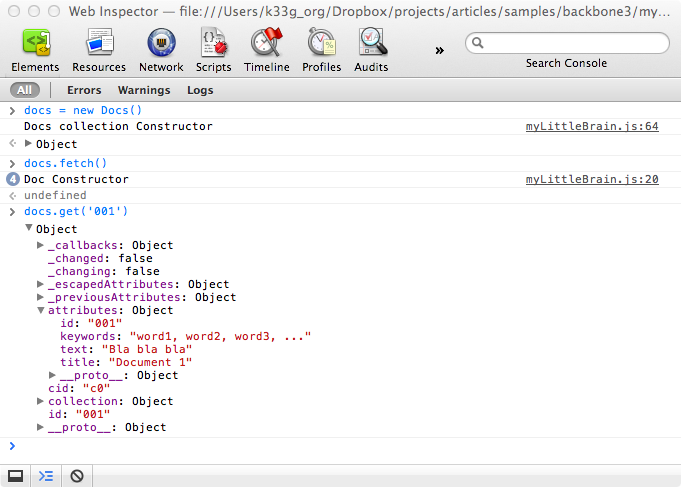 Web Inspector — file:///Users/k33g_org/Dropbox/projects/articles/samples/backbone3/my...
Elements Resources Network Scripts Timeline Profiles Audits » Search Console
All Errors Warnings Logs
> docs = new Docs()
Docs collection Constructor myLittleBrain.js:64
Object
> docs.fetch()
4 Doc Constructor myLittleBrain.js:20
undefined
> docs.get('001')
Object
_callbacks: Object
_changed: false
_changing: false
_escapedAttributes: Object
_previousAttributes: Object
attributes: Object
id: "001"
keywords: "word1, word2, word3, ..."
text: "Bla bla bla"
title: "Document 1"
__proto__: Object
cid: "c0"
collection: Object
id: "001"
__proto__: Object
>